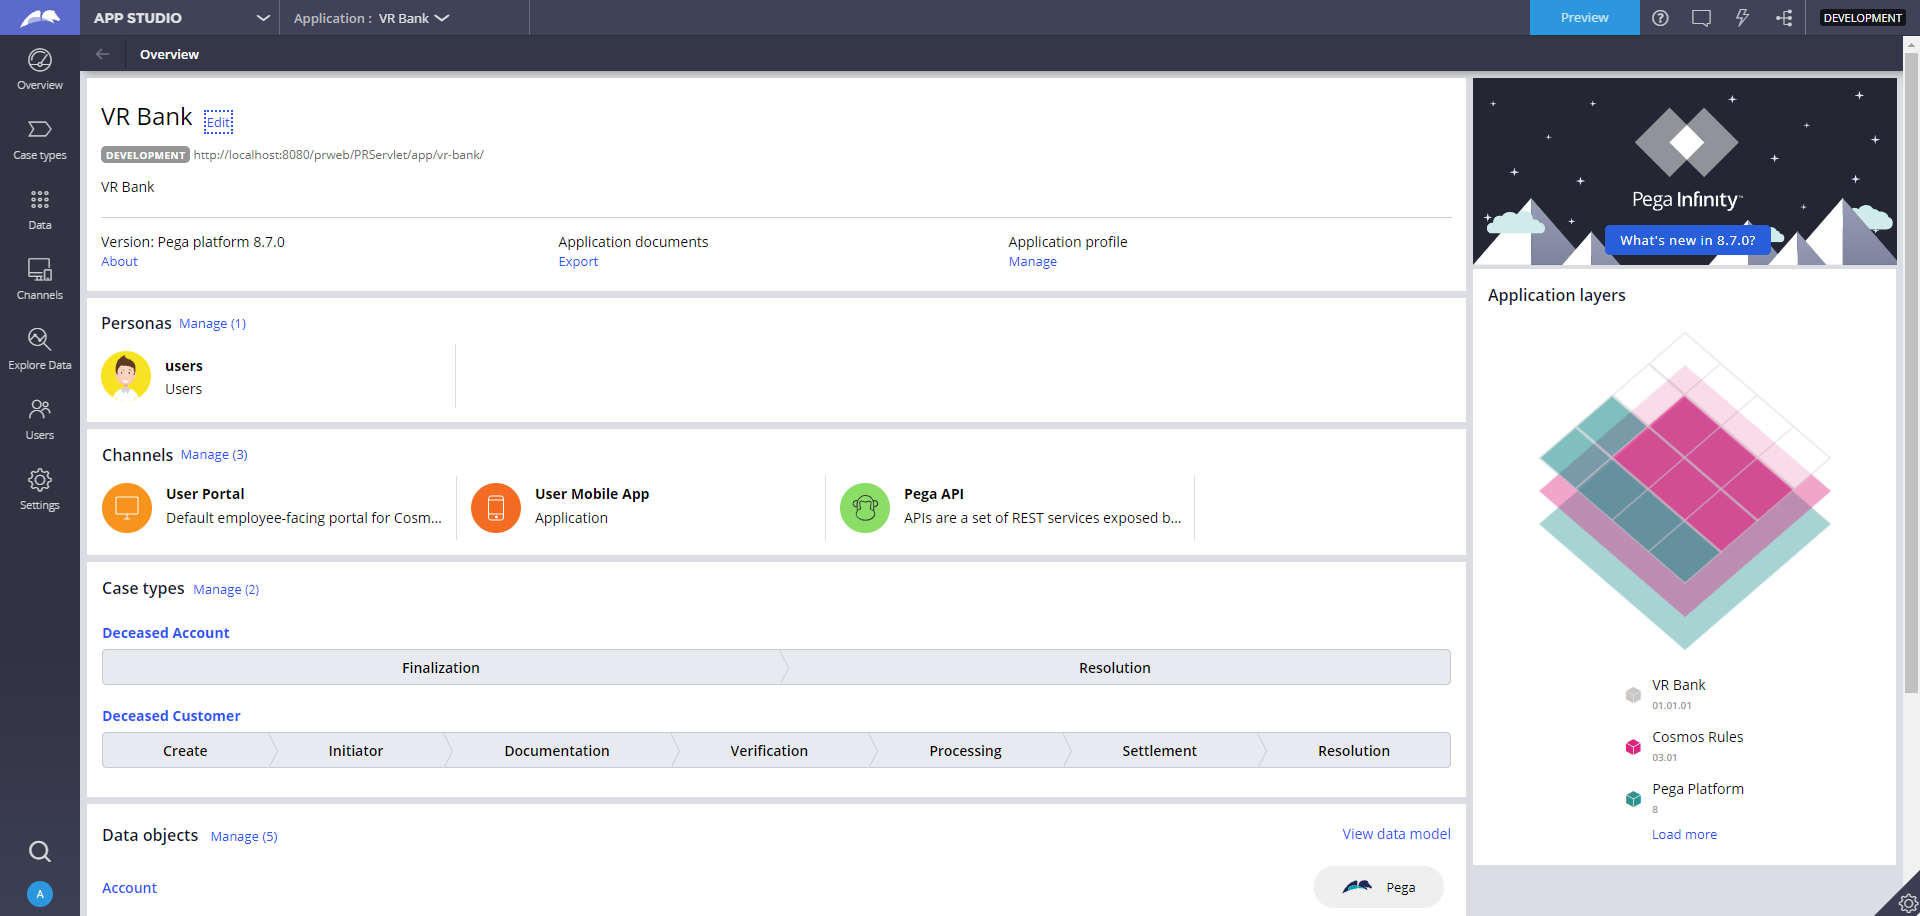 APP STUDIO
Application : VR Bank
Preview
DEVELOPMENT
Overview
Overview
Case types
Data
Channels
Explore Data
Users
Settings
A
VR Bank Edit
DEVELOPMENT http://localhost:8080/prweb/PRServlet/app/vr-bank/
VR Bank
Version: Pega platform 8.7.0
About
Application documents
Export
Application profile
Manage
Personas Manage (1)
users
Users
Channels Manage (3)
User Portal
Default employee-facing portal for Cosm...
User Mobile App
Application
Pega API
APIs are a set of REST services exposed b...
Case types Manage (2)
Deceased Account
Finalization Resolution
Deceased Customer
Create Initiator Documentation Verification Processing Settlement Resolution
Data objects Manage (5) View data model
Account Pega
Pega Infinity™
What's new in 8.7.0?
Application layers
VR Bank
01.01.01
Cosmos Rules
03.01
Pega Platform
8
Load more